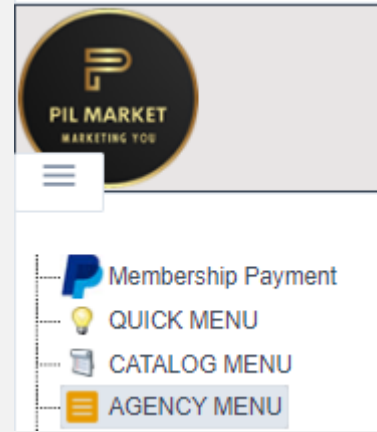 PIL MARKET
MARKETING YOU
Membership Payment
QUICK MENU
CATALOG MENU
AGENCY MENU